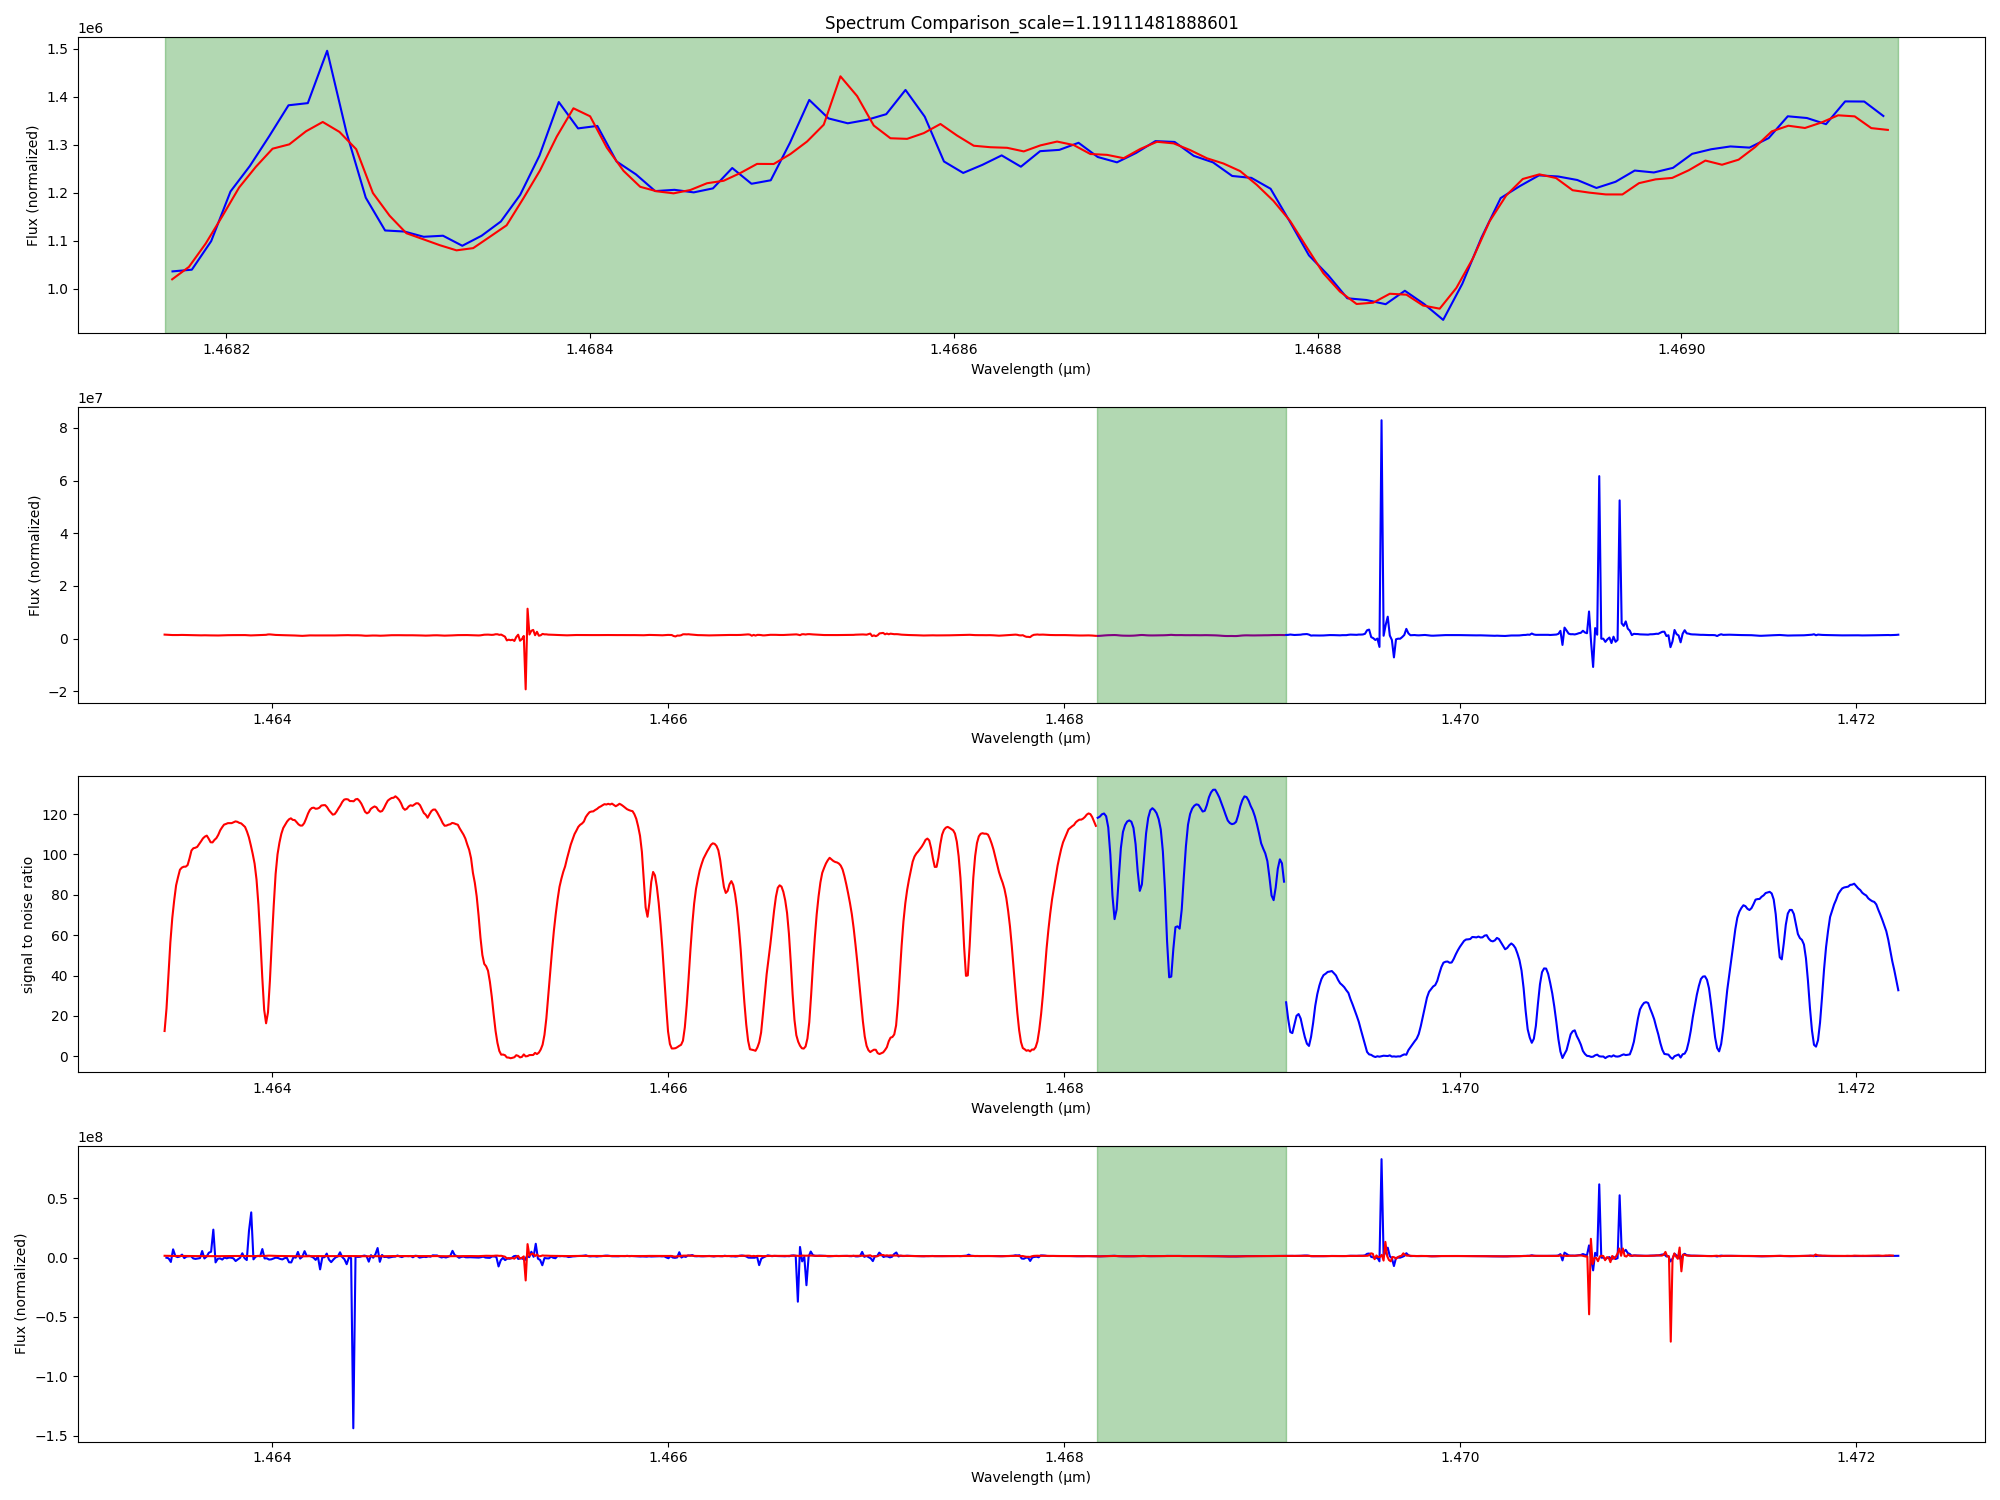 Spectrum Comparison_scale=1.19111481888601
1e6
Flux (normalized)
1.5
1.4
1.3
1.2
1.1
1.0
1.4682 1.4684 1.4686 1.4688 1.4690
Wavelength (μm)
1e7
Flux (normalized)
8
6
4
2
0
−2
1.464 1.466 1.468 1.470 1.472
Wavelength (μm)
signal to noise ratio
120
100
80
60
40
20
0
1.464 1.466 1.468 1.470 1.472
Wavelength (μm)
1e8
Flux (normalized)
0.5
0.0
−0.5
−1.0
−1.5
1.464 1.466 1.468 1.470 1.472
Wavelength (μm)